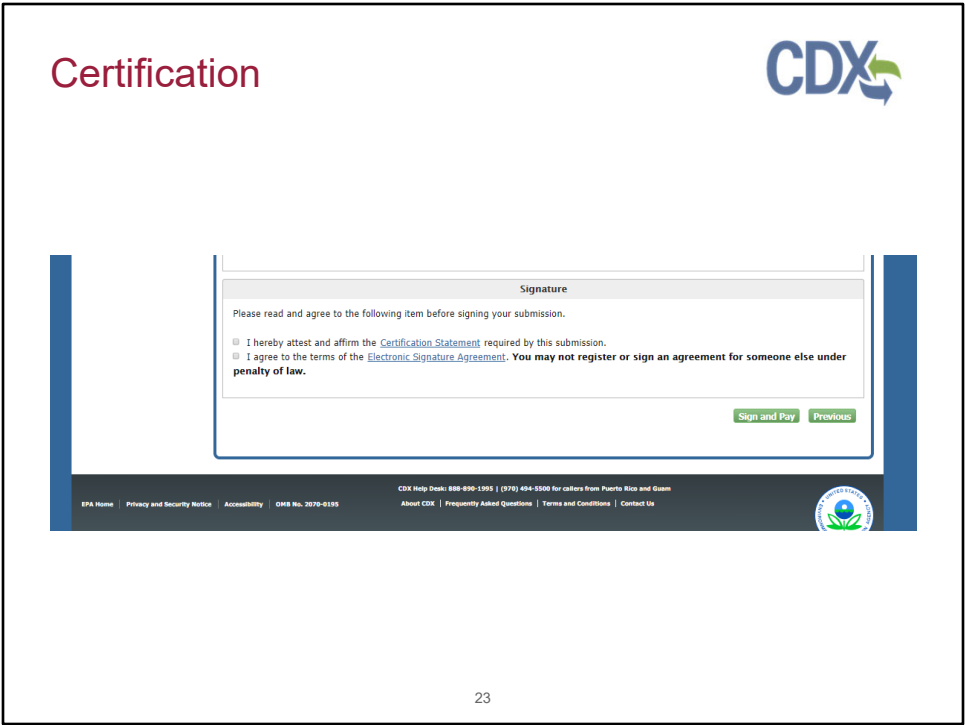 Certification
CDX
Signature
Please read and agree to the following item before signing your submission.
I hereby attest and affirm the Certification Statement required by this submission.
I agree to the terms of the Electronic Signature Agreement. You may not register or sign an agreement for someone else under
penalty of law.
Sign and Pay Previous
CDX Help Desk: 888-890-1995 | (970) 494-5500 for callers from Puerto Rico and Guam
EPA Home | Privacy and Security Notice | Accessibility | OMB No. 2070-0195 About CDX | Frequently Asked Questions | Terms and Conditions | Contact Us
UNITED STATES
23